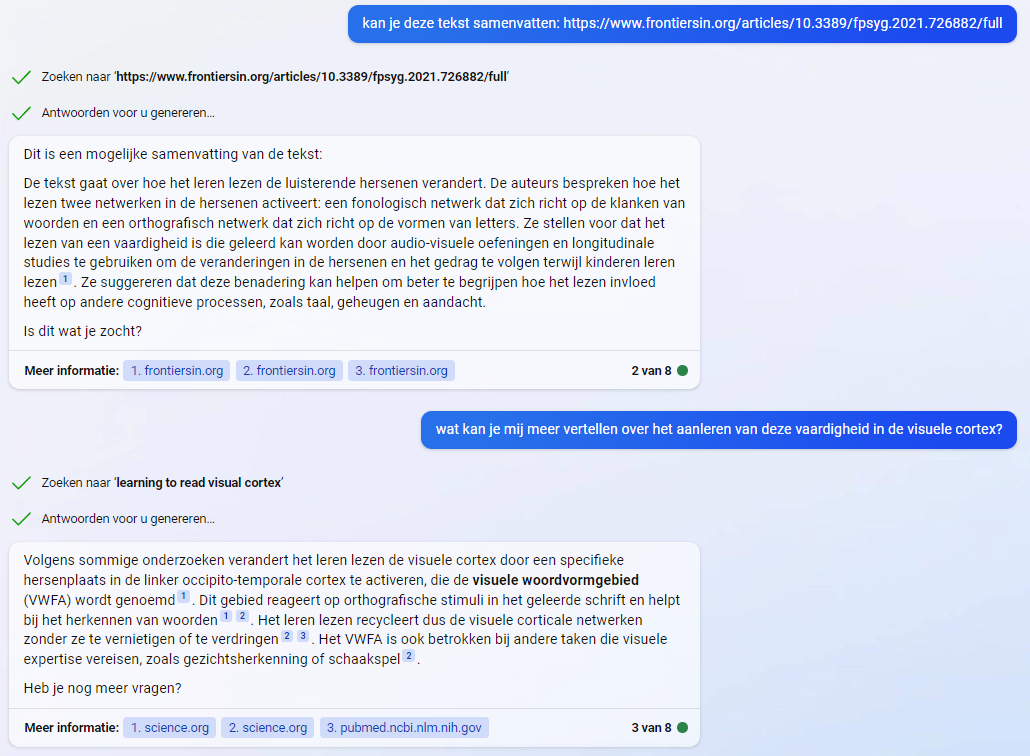 kan je deze tekst samenvatten: https://www.frontiersin.org/articles/10.3389/fpsyg.2021.726882/full
Zoeken naar 'https://www.frontiersin.org/articles/10.3389/fpsyg.2021.726882/full'
Antwoorden voor u genereren...
Dit is een mogelijke samenvatting van de tekst:
De tekst gaat over hoe het leren lezen de luisterende hersenen verandert. De auteurs bespreken hoe het
lezen twee netwerken in de hersenen activeert: een fonologisch netwerk dat zich richt op de klanken van
woorden en een orthografisch netwerk dat zich richt op de vormen van letters. Ze stellen voor dat het
lezen van een vaardigheid is die geleerd kan worden door audio-visuele oefeningen en longitudinale
studies te gebruiken om de veranderingen in de hersenen en het gedrag te volgen terwijl kinderen leren
lezen 1 . Ze suggereren dat deze benadering kan helpen om beter te begrijpen hoe het lezen invloed
heeft op andere cognitieve processen, zoals taal, geheugen en aandacht.
Is dit wat je zocht?
Meer informatie: 1. frontiersin.org 2. frontiersin.org 3. frontiersin.org 2 van 8
wat kan je mij meer vertellen over het aanleren van deze vaardigheid in de visuele cortex?
Zoeken naar 'learning to read visual cortex'
Antwoorden voor u genereren...
Volgens sommige onderzoeken verandert het leren lezen de visuele cortex door een specifieke
hersenplaats in de linker occipito-temporale cortex te activeren, die de visuele woordvormgebied
(VWFA) wordt genoemd 1 . Dit gebied reageert op orthografische stimuli in het geleerde schrift en helpt
bij het herkennen van woorden 1 2 . Het leren lezen recycleert dus de visuele corticale netwerken
zonder ze te vernietigen of te verdringen 2 3 . Het VWFA is ook betrokken bij andere taken die visuele
expertise vereisen, zoals gezichtsherkenning of schaakspel 2 .
Heb je nog meer vragen?
Meer informatie: 1. science.org 2. science.org 3. pubmed.ncbi.nlm.nih.gov 3 van 8